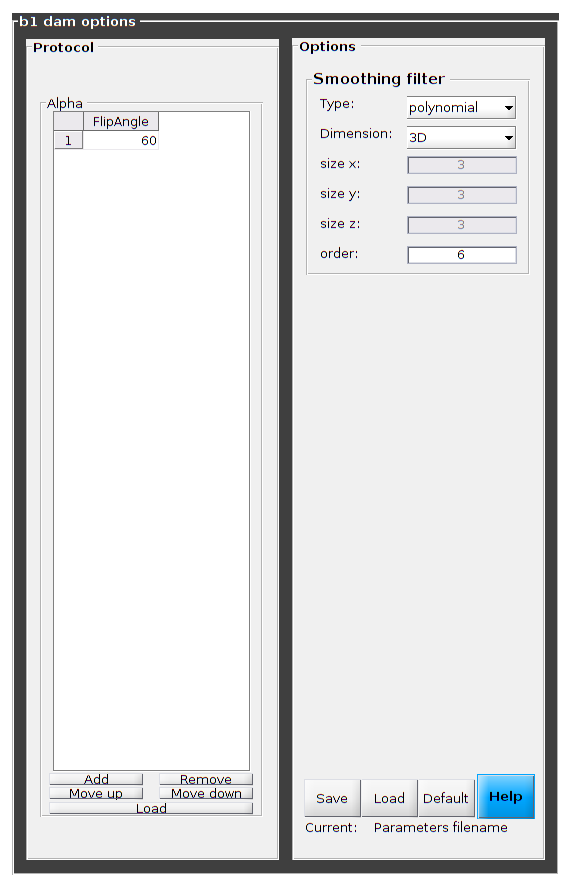 b1 dam options
Protocol
Alpha
FlipAngle
1 60
Add Remove
Move up Move down
Load
Options
Smoothing filter
Type: polynomial
Dimension: 3D
size x: 3
size y: 3
size z: 3
order: 6
Save Load Default Help
Current: Parameters filename